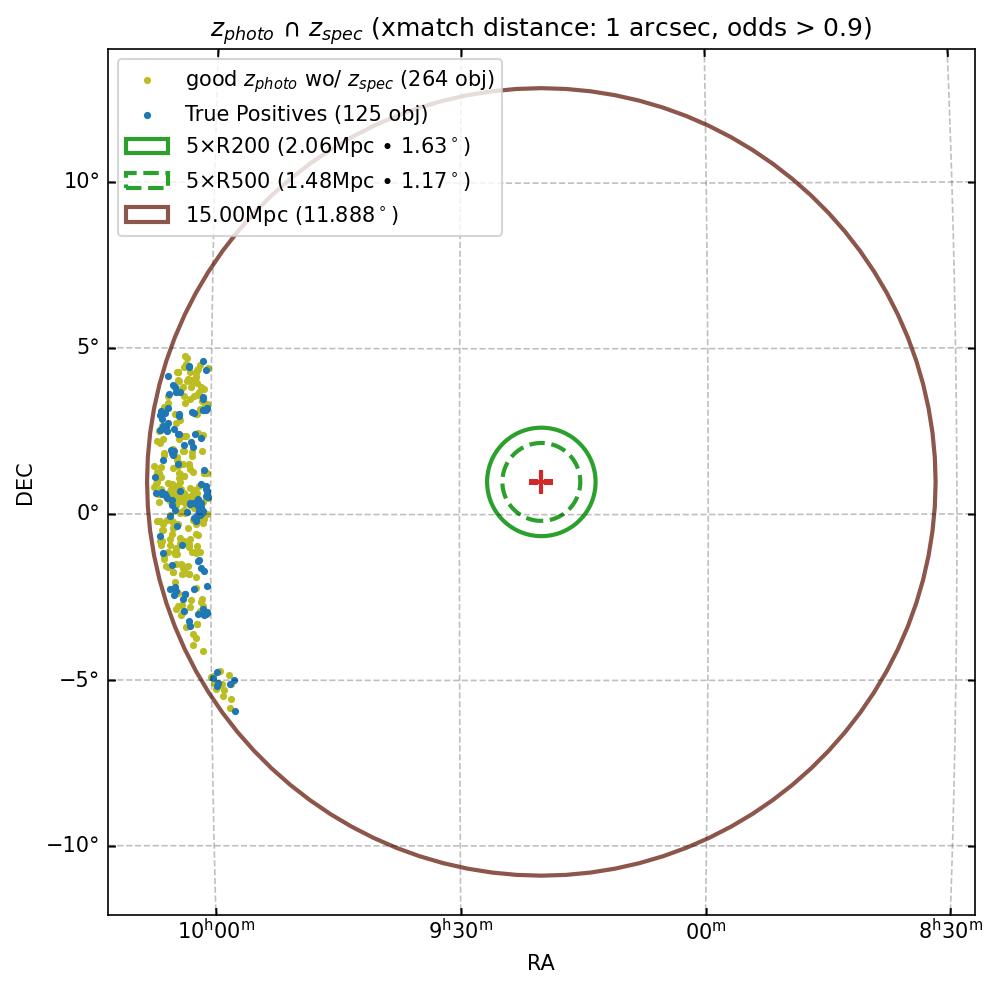 z_photo ∩ z_spec (xmatch distance: 1 arcsec, odds > 0.9)
good z_photo wo/ z_spec (264 obj)
True Positives (125 obj)
5×R200 (2.06Mpc • 1.63°)
5×R500 (1.48Mpc • 1.17°)
15.00Mpc (11.888°)
10°
5°
0°
−5°
−10°
DEC
10ʰ00ᵐ
9ʰ30ᵐ
00ᵐ
8ʰ30ᵐ
RA